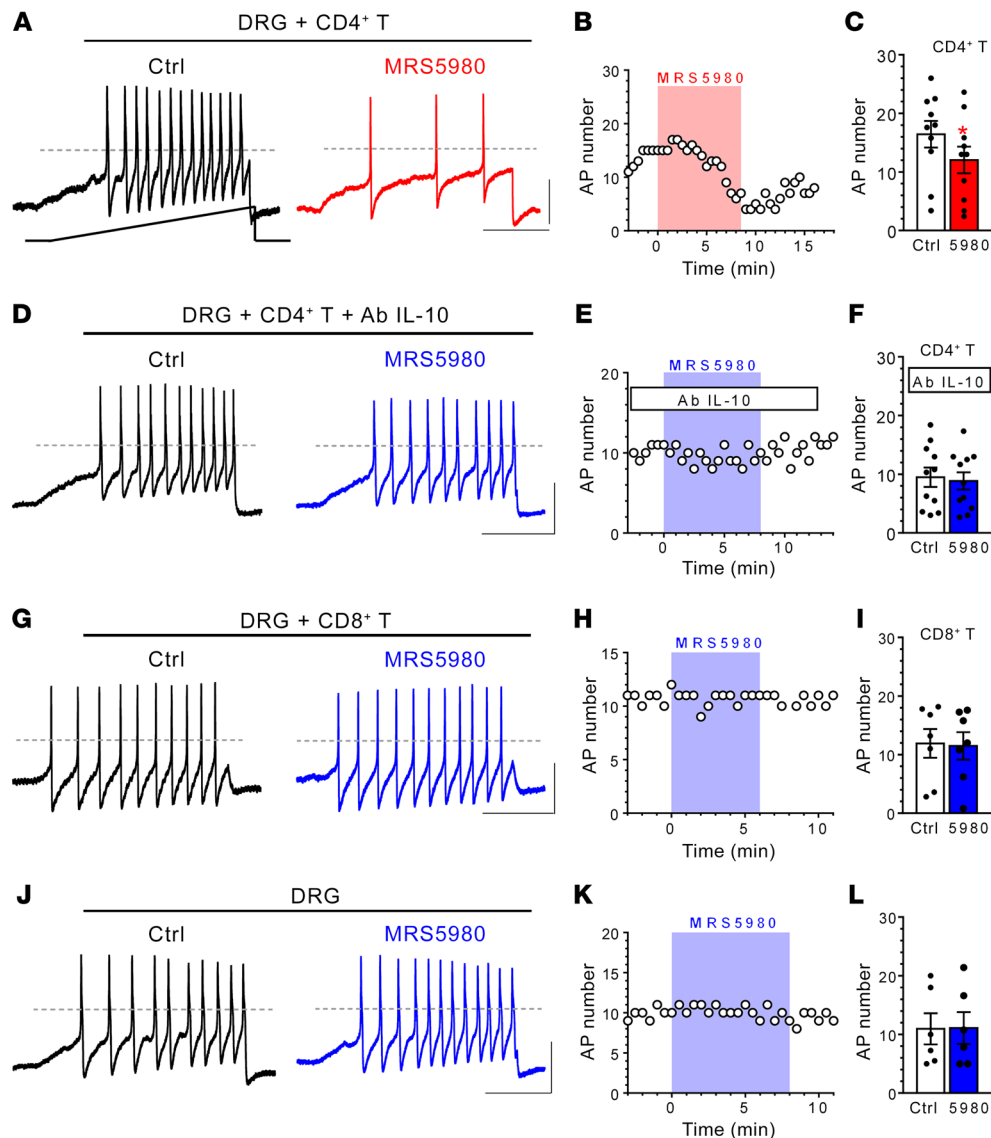 A
DRG + CD4⁺ T
Ctrl
MRS5980
B
AP number
30
20
10
0
MRS5980
0
5
10
15
Time (min)
C
CD4⁺ T
AP number
30
20
10
0
*
Ctrl
5980
D
DRG + CD4⁺ T + Ab IL-10
Ctrl
MRS5980
E
AP number
20
10
0
MRS5980
Ab IL-10
0
5
10
Time (min)
F
CD4⁺ T
Ab IL-10
AP number
30
20
10
0
Ctrl
5980
G
DRG + CD8⁺ T
Ctrl
MRS5980
H
AP number
15
10
5
0
MRS5980
0
5
10
Time (min)
I
CD8⁺ T
AP number
30
20
10
0
Ctrl
5980
J
DRG
Ctrl
MRS5980
K
AP number
20
15
10
5
0
MRS5980
0
5
10
Time (min)
L
AP number
30
20
10
0
Ctrl
5980